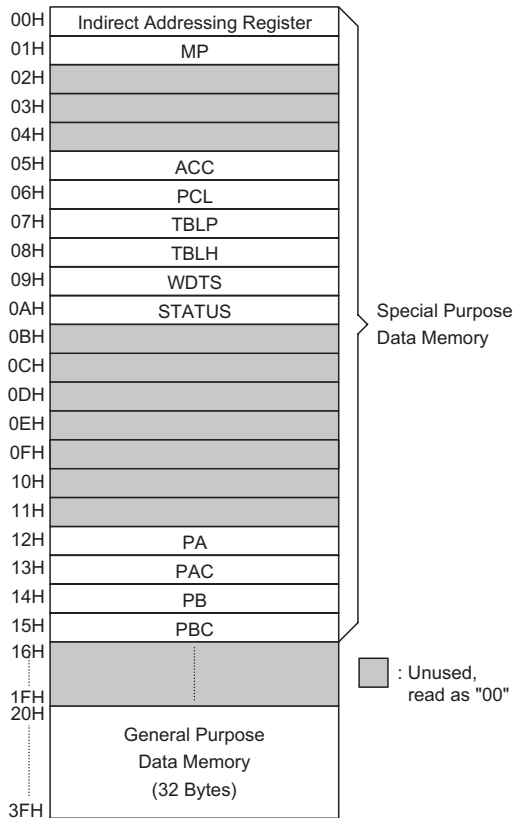 00H Indirect Addressing Register
01H MP
02H
03H
04H
05H ACC
06H PCL
07H TBLP
08H TBLH
09H WDTS
0AH STATUS
0BH
0CH
0DH
0EH
0FH
10H
11H
12H PA
13H PAC
14H PB
15H PBC
16H
1FH
20H
General Purpose
Data Memory
(32 Bytes)
3FH
Special Purpose
Data Memory
: Unused,
read as "00"